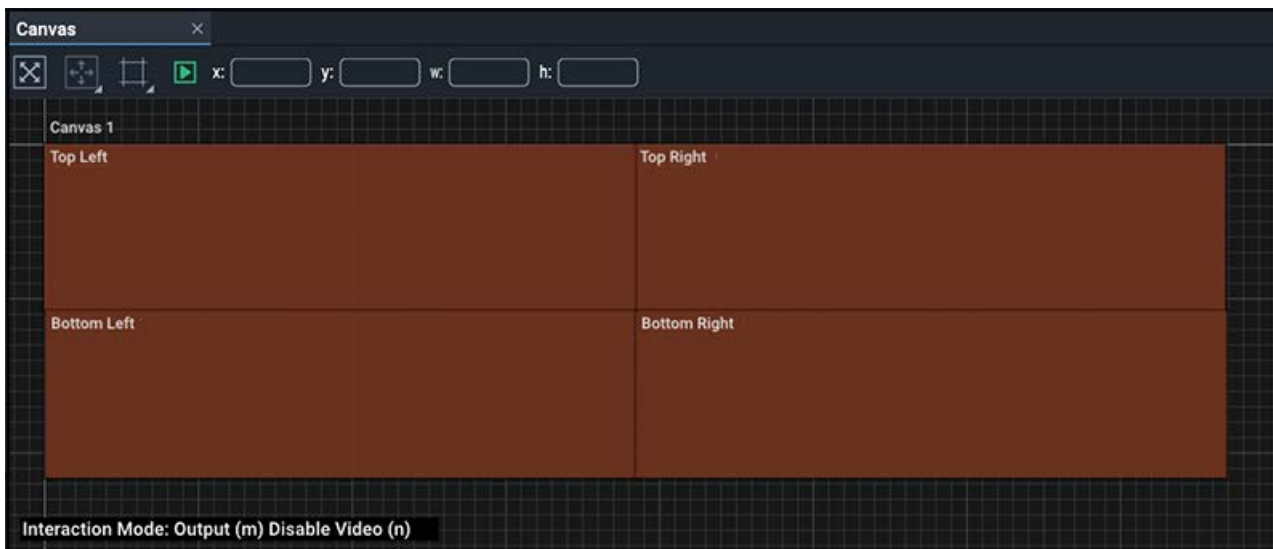 Canvas ×
x: y: w: h:
Canvas 1
Top Left
Top Right
Bottom Left
Bottom Right
Interaction Mode: Output (m) Disable Video (n)